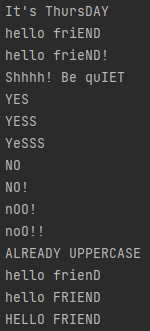 It's ThursDAY
hello friEND
hello frieND!
Shhhh! Be quIET
YES
YESS
YeSSS
NO
NO!
nOO!
noO!!
ALREADY UPPERCASE
hello frienD
hello FRIEND
HELLO FRIEND